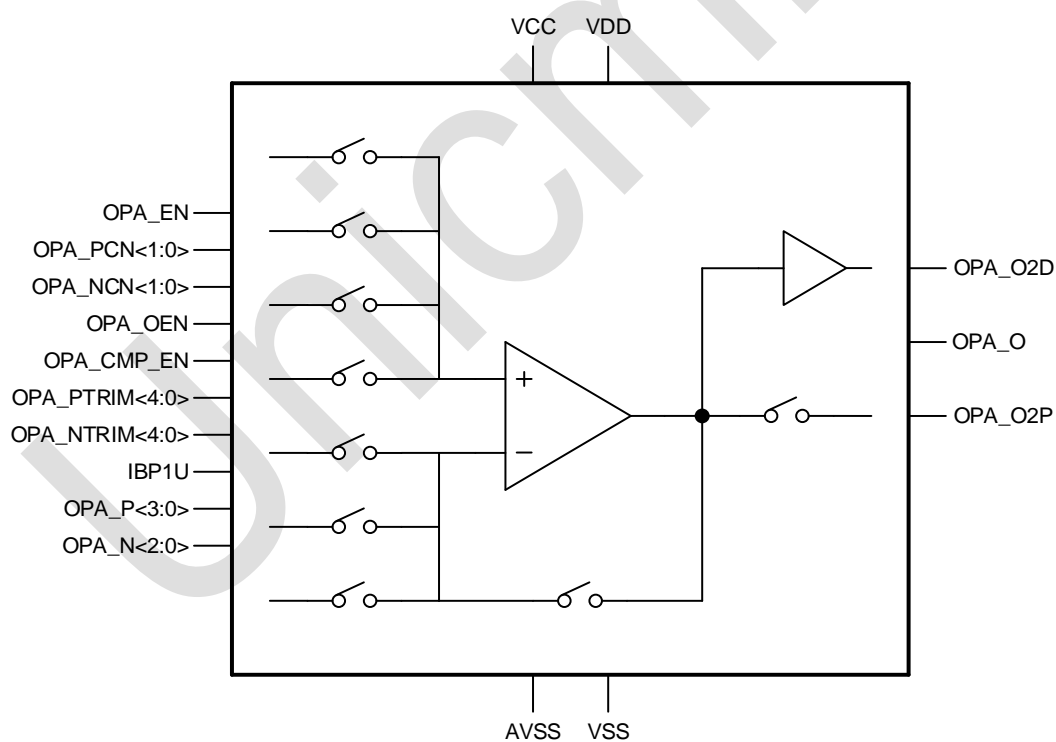 VCC VDD
OPA_EN
OPA_PCN<1:0>
OPA_NCN<1:0>
OPA_OEN
OPA_CMP_EN
OPA_PTRIM<4:0>
OPA_NTRIM<4:0>
IBP1U
OPA_P<3:0>
OPA_N<2:0>
+
−
OPA_O2D
OPA_O
OPA_O2P
AVSS VSS